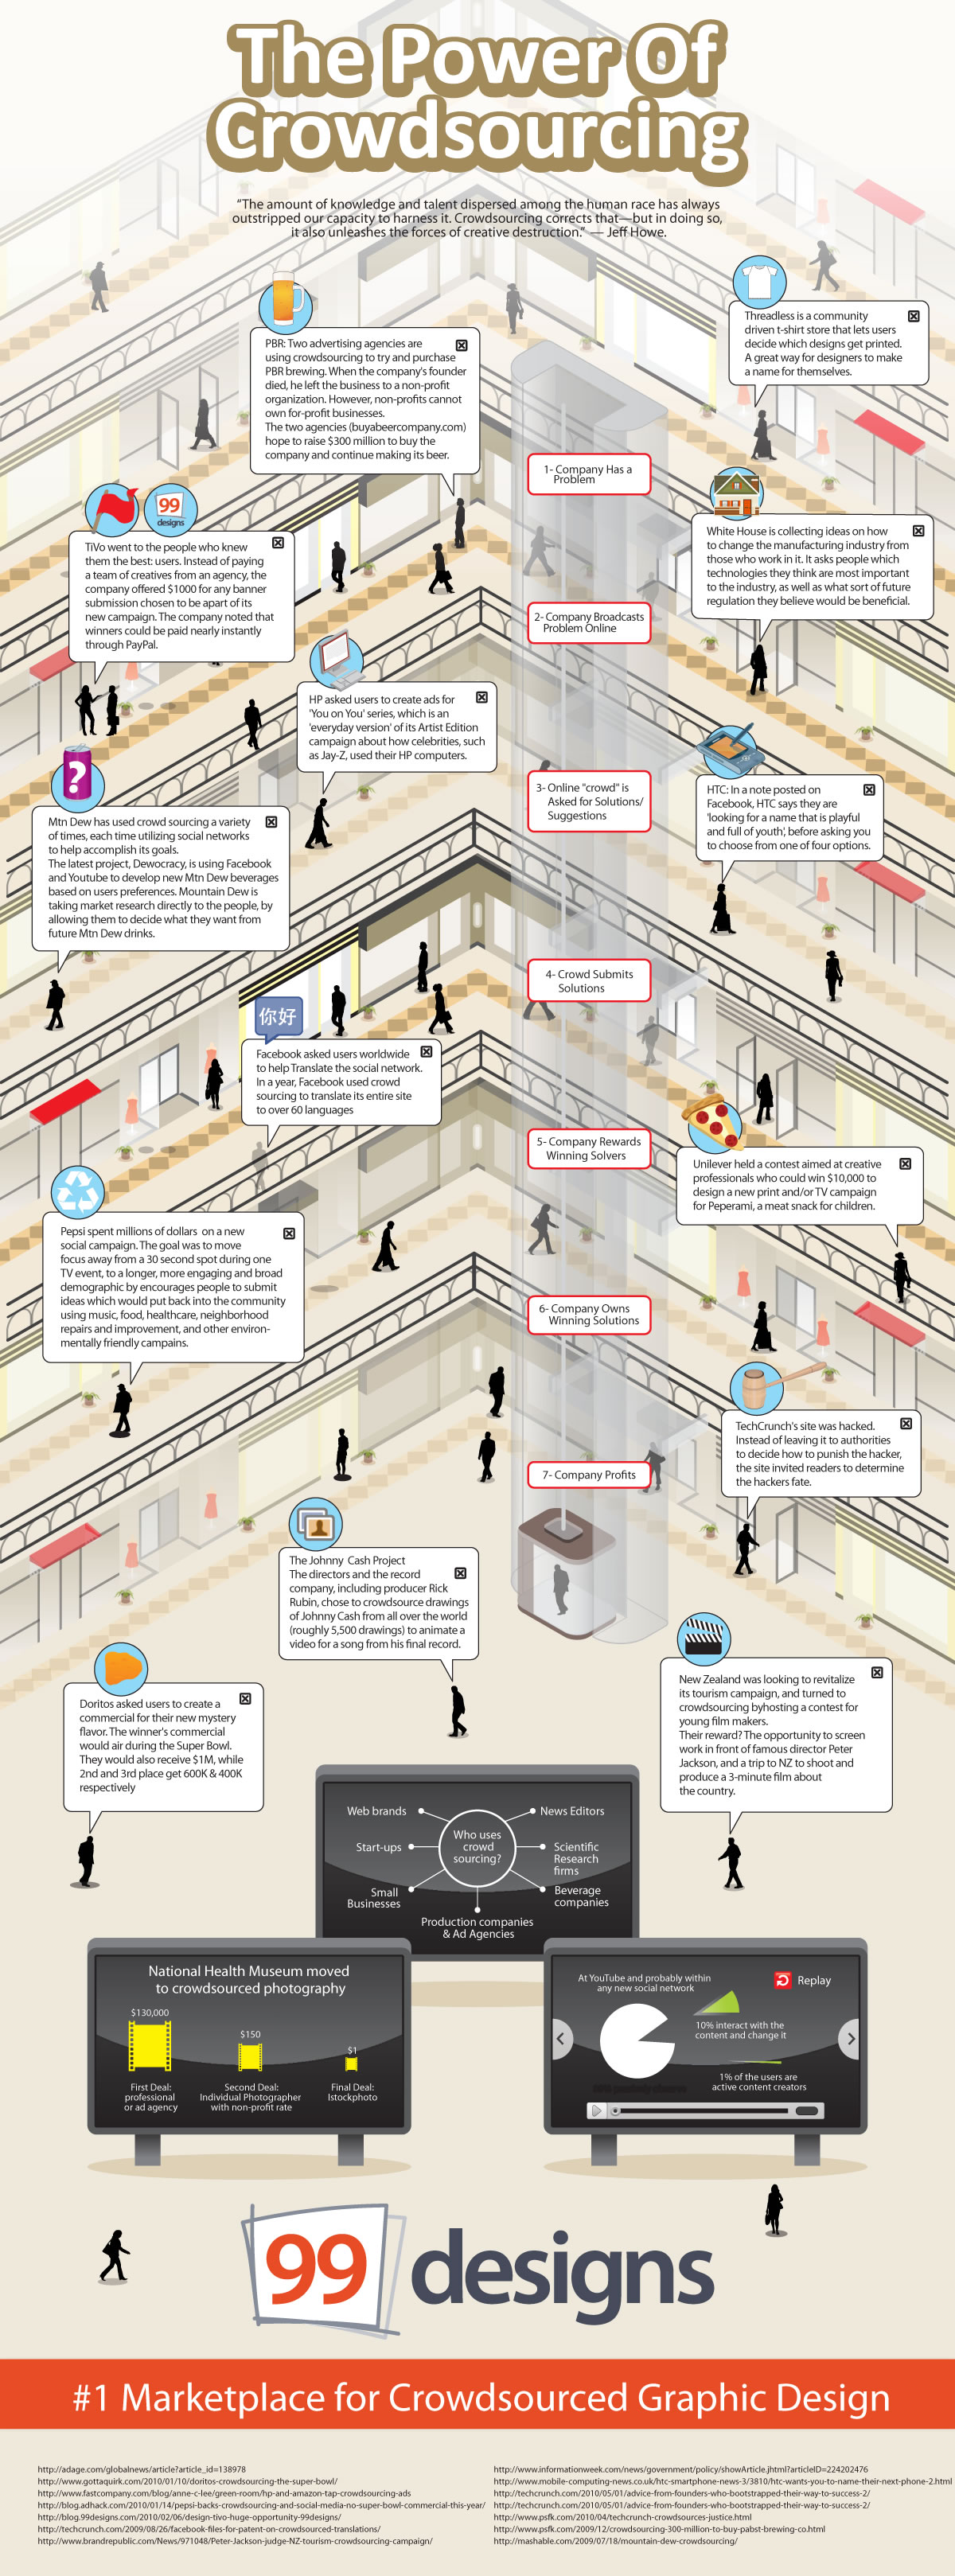 The Power Of
Crowdsourcing
"The amount of knowledge and talent dispersed among the human race has always
outstripped our capacity to harness it. Crowdsourcing corrects that—but in doing so,
it also unleashes the forces of creative destruction." — Jeff Howe.
PBR: Two advertising agencies are
using crowdsourcing to try and purchase
PBR brewing. When the company's founder
died, he left the business to a non-profit
organization. However, non-profits cannot
own for-profit businesses.
The two agencies (buyabeercompany.com)
hope to raise $300 million to buy the
company and continue making its beer.
Threadless is a community
driven t-shirt store that lets users
decide which designs get printed.
A great way for designers to make
a name for themselves.
1- Company Has a
Problem
99
designs
TiVo went to the people who knew
them the best: users. Instead of paying
a team of creatives from an agency, the
company offered $1000 for any banner
submission chosen to be apart of its
new campaign. The company noted that
winners could be paid nearly instantly
through PayPal.
White House is collecting ideas on how
to change the manufacturing industry from
those who work in it. It asks people which
technologies they think are most important
to the industry, as well as what sort of future
regulation they believe would be beneficial.
2- Company Broadcasts
Problem Online
HP asked users to create ads for
'You on You' series, which is an
'everyday version' of its Artist Edition
campaign about how celebrities, such
as Jay-Z, used their HP computers.
3- Online "crowd" is
Asked for Solutions/
Suggestions
HTC: In a note posted on
Facebook, HTC says they are
'looking for a name that is playful
and full of youth', before asking you
to choose from one of four options.
?
Mtn Dew has used crowd sourcing a variety
of times, each time utilizing social networks
to help accomplish its goals.
The latest project, Dewocracy, is using Facebook
and Youtube to develop new Mtn Dew beverages
based on users preferences. Mountain Dew is
taking market research directly to the people, by
allowing them to decide what they want from
future Mtn Dew drinks.
4- Crowd Submits
Solutions
你好
Facebook asked users worldwide
to help Translate the social network.
In a year, Facebook used crowd
sourcing to translate its entire site
to over 60 languages
5- Company Rewards
Winning Solvers
Unilever held a contest aimed at creative
professionals who could win $10,000 to
design a new print and/or TV campaign
for Peperami, a meat snack for children.
Pepsi spent millions of dollars on a new
social campaign. The goal was to move
focus away from a 30 second spot during one
TV event, to a longer, more engaging and broad
demographic by encourages people to submit
ideas which would put back into the community
using music, food, healthcare, neighborhood
repairs and improvement, and other environ-
mentally friendly campains.
6- Company Owns
Winning Solutions
TechCrunch's site was hacked.
Instead of leaving it to authorities
to decide how to punish the hacker,
the site invited readers to determine
the hackers fate.
7- Company Profits
The Johnny Cash Project
The directors and the record
company, including producer Rick
Rubin, chose to crowdsource drawings
of Johnny Cash from all over the world
(roughly 5,500 drawings) to animate a
video for a song from his final record.
New Zealand was looking to revitalize
its tourism campaign, and turned to
crowdsourcing byhosting a contest for
young film makers.
Their reward? The opportunity to screen
work in front of famous director Peter
Jackson, and a trip to NZ to shoot and
produce a 3-minute film about
the country.
Doritos asked users to create a
commercial for their new mystery
flavor. The winner's commercial
would air during the Super Bowl.
They would also receive $1M, while
2nd and 3rd place get 600K & 400K
respectively
Who uses
crowd
sourcing?
Web brands
News Editors
Start-ups
Scientific
Research
firms
Small
Businesses
Beverage
companies
Production companies
& Ad Agencies
National Health Museum moved
to crowdsourced photography
$130,000
$150
$1
First Deal:
professional
or ad agency
Second Deal:
Individual Photographer
with non-profit rate
Final Deal:
Istockphoto
At YouTube and probably within
any new social network
Replay
10% interact with the
content and change it
1% of the users are
active content creators
99 designs
#1 Marketplace for Crowdsourced Graphic Design
http://adage.com/globalnews/article?article_id=138978
http://www.gottaquirk.com/2010/01/10/doritos-crowdsourcing-the-super-bowl/
http://www.fastcompany.com/blog/anne-c-lee/green-room/hp-and-amazon-tap-crowdsourcing-ads
http://blog.adhack.com/2010/01/14/pepsi-backs-crowdsourcing-and-social-media-no-super-bowl-commercial-this-year/
http://blog.99designs.com/2010/02/06/design-tivo-huge-opportunity-99designs/
http://techcrunch.com/2009/08/26/facebook-files-for-patent-on-crowdsourced-translations/
http://www.brandrepublic.com/News/971048/Peter-Jackson-judge-NZ-tourism-crowdsourcing-campaign/
http://www.informationweek.com/news/government/policy/showArticle.jhtml?articleID=224202476
http://www.mobile-computing-news.co.uk/htc-smartphone-news-3/3810/htc-wants-you-to-name-their-next-phone-2.html
http://techcrunch.com/2010/05/01/advice-from-founders-who-bootstrapped-their-way-to-success-2/
http://techcrunch.com/2010/05/01/advice-from-founders-who-bootstrapped-their-way-to-success-2/
http://www.psfk.com/2010/04/techcrunch-crowdsources-justice.html
http://www.psfk.com/2009/12/crowdsourcing-300-million-to-buy-pabst-brewing-co.html
http://mashable.com/2009/07/18/mountain-dew-crowdsourcing/